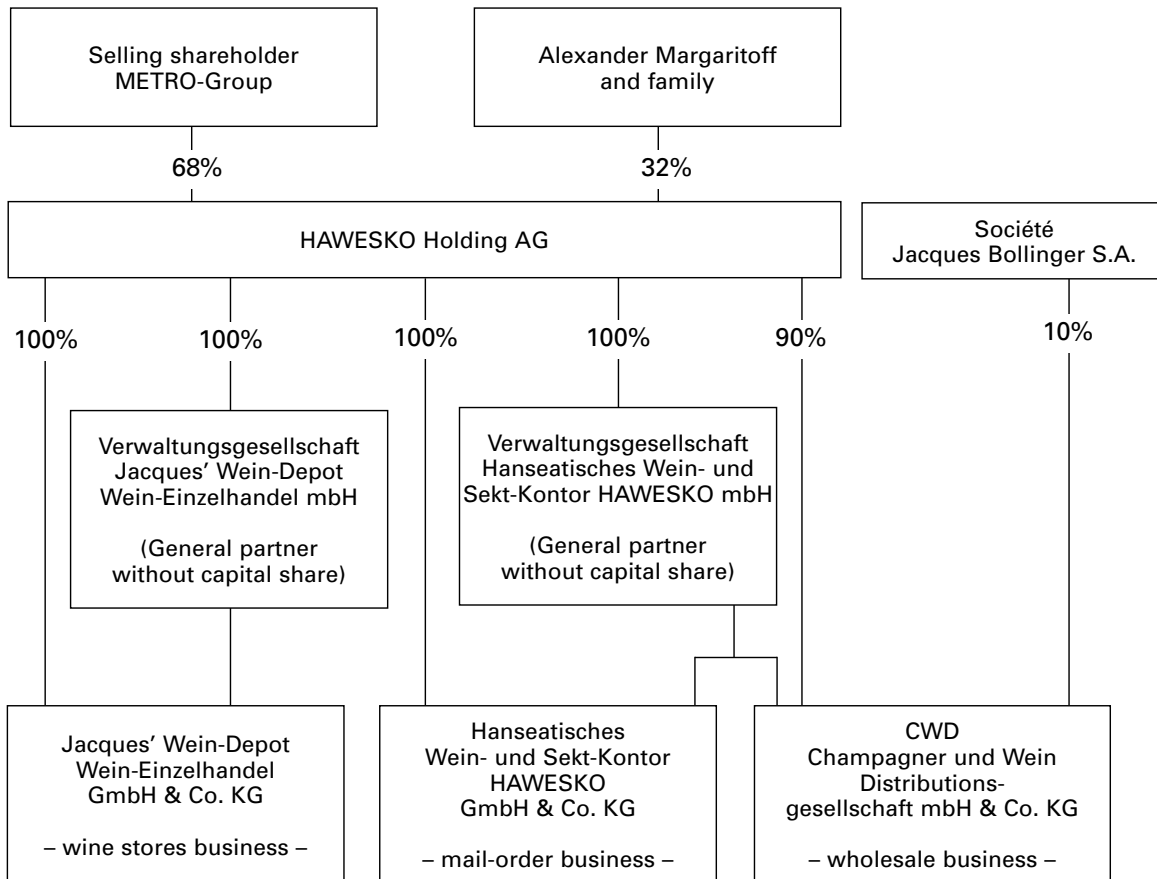 Selling shareholder
METRO-Group
Alexander Margaritoff
and family
68%
32%
HAWESKO Holding AG
Société
Jacques Bollinger S.A.
100%
100%
100%
100%
90%
10%
Verwaltungsgesellschaft
Jacques’ Wein-Depot
Wein-Einzelhandel mbH
(General partner
without capital share)
Verwaltungsgesellschaft
Hanseatisches Wein- und
Sekt-Kontor HAWESKO mbH
(General partner
without capital share)
Jacques’ Wein-Depot
Wein-Einzelhandel
GmbH & Co. KG
– wine stores business –
Hanseatisches
Wein- und Sekt-Kontor
HAWESKO
GmbH & Co. KG
– mail-order business –
CWD
Champagner und Wein
Distributions-
gesellschaft mbH & Co. KG
– wholesale business –